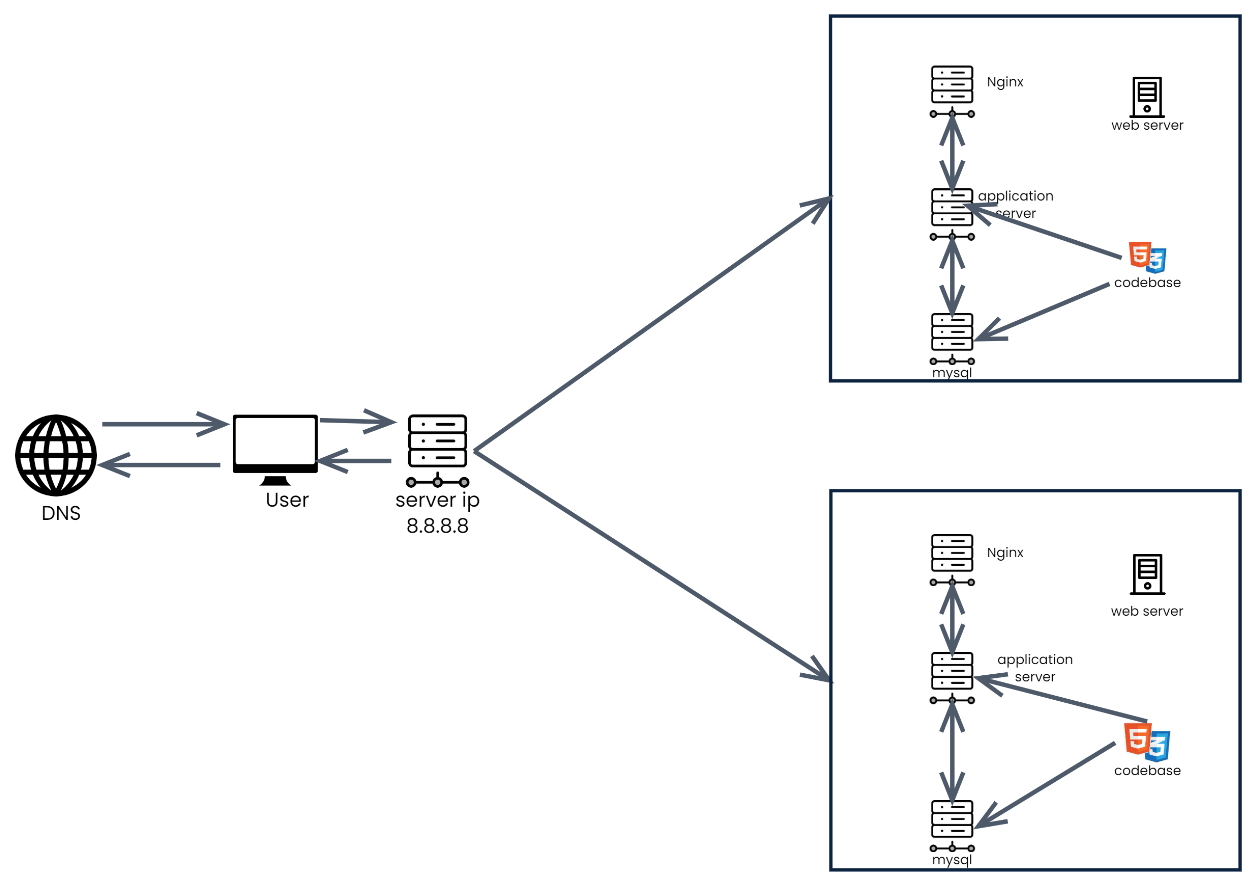 DNS
User
server ip
8.8.8.8
Nginx
web server
application
server
5 3
codebase
mysql
Nginx
web server
application
server
5 3
codebase
mysql